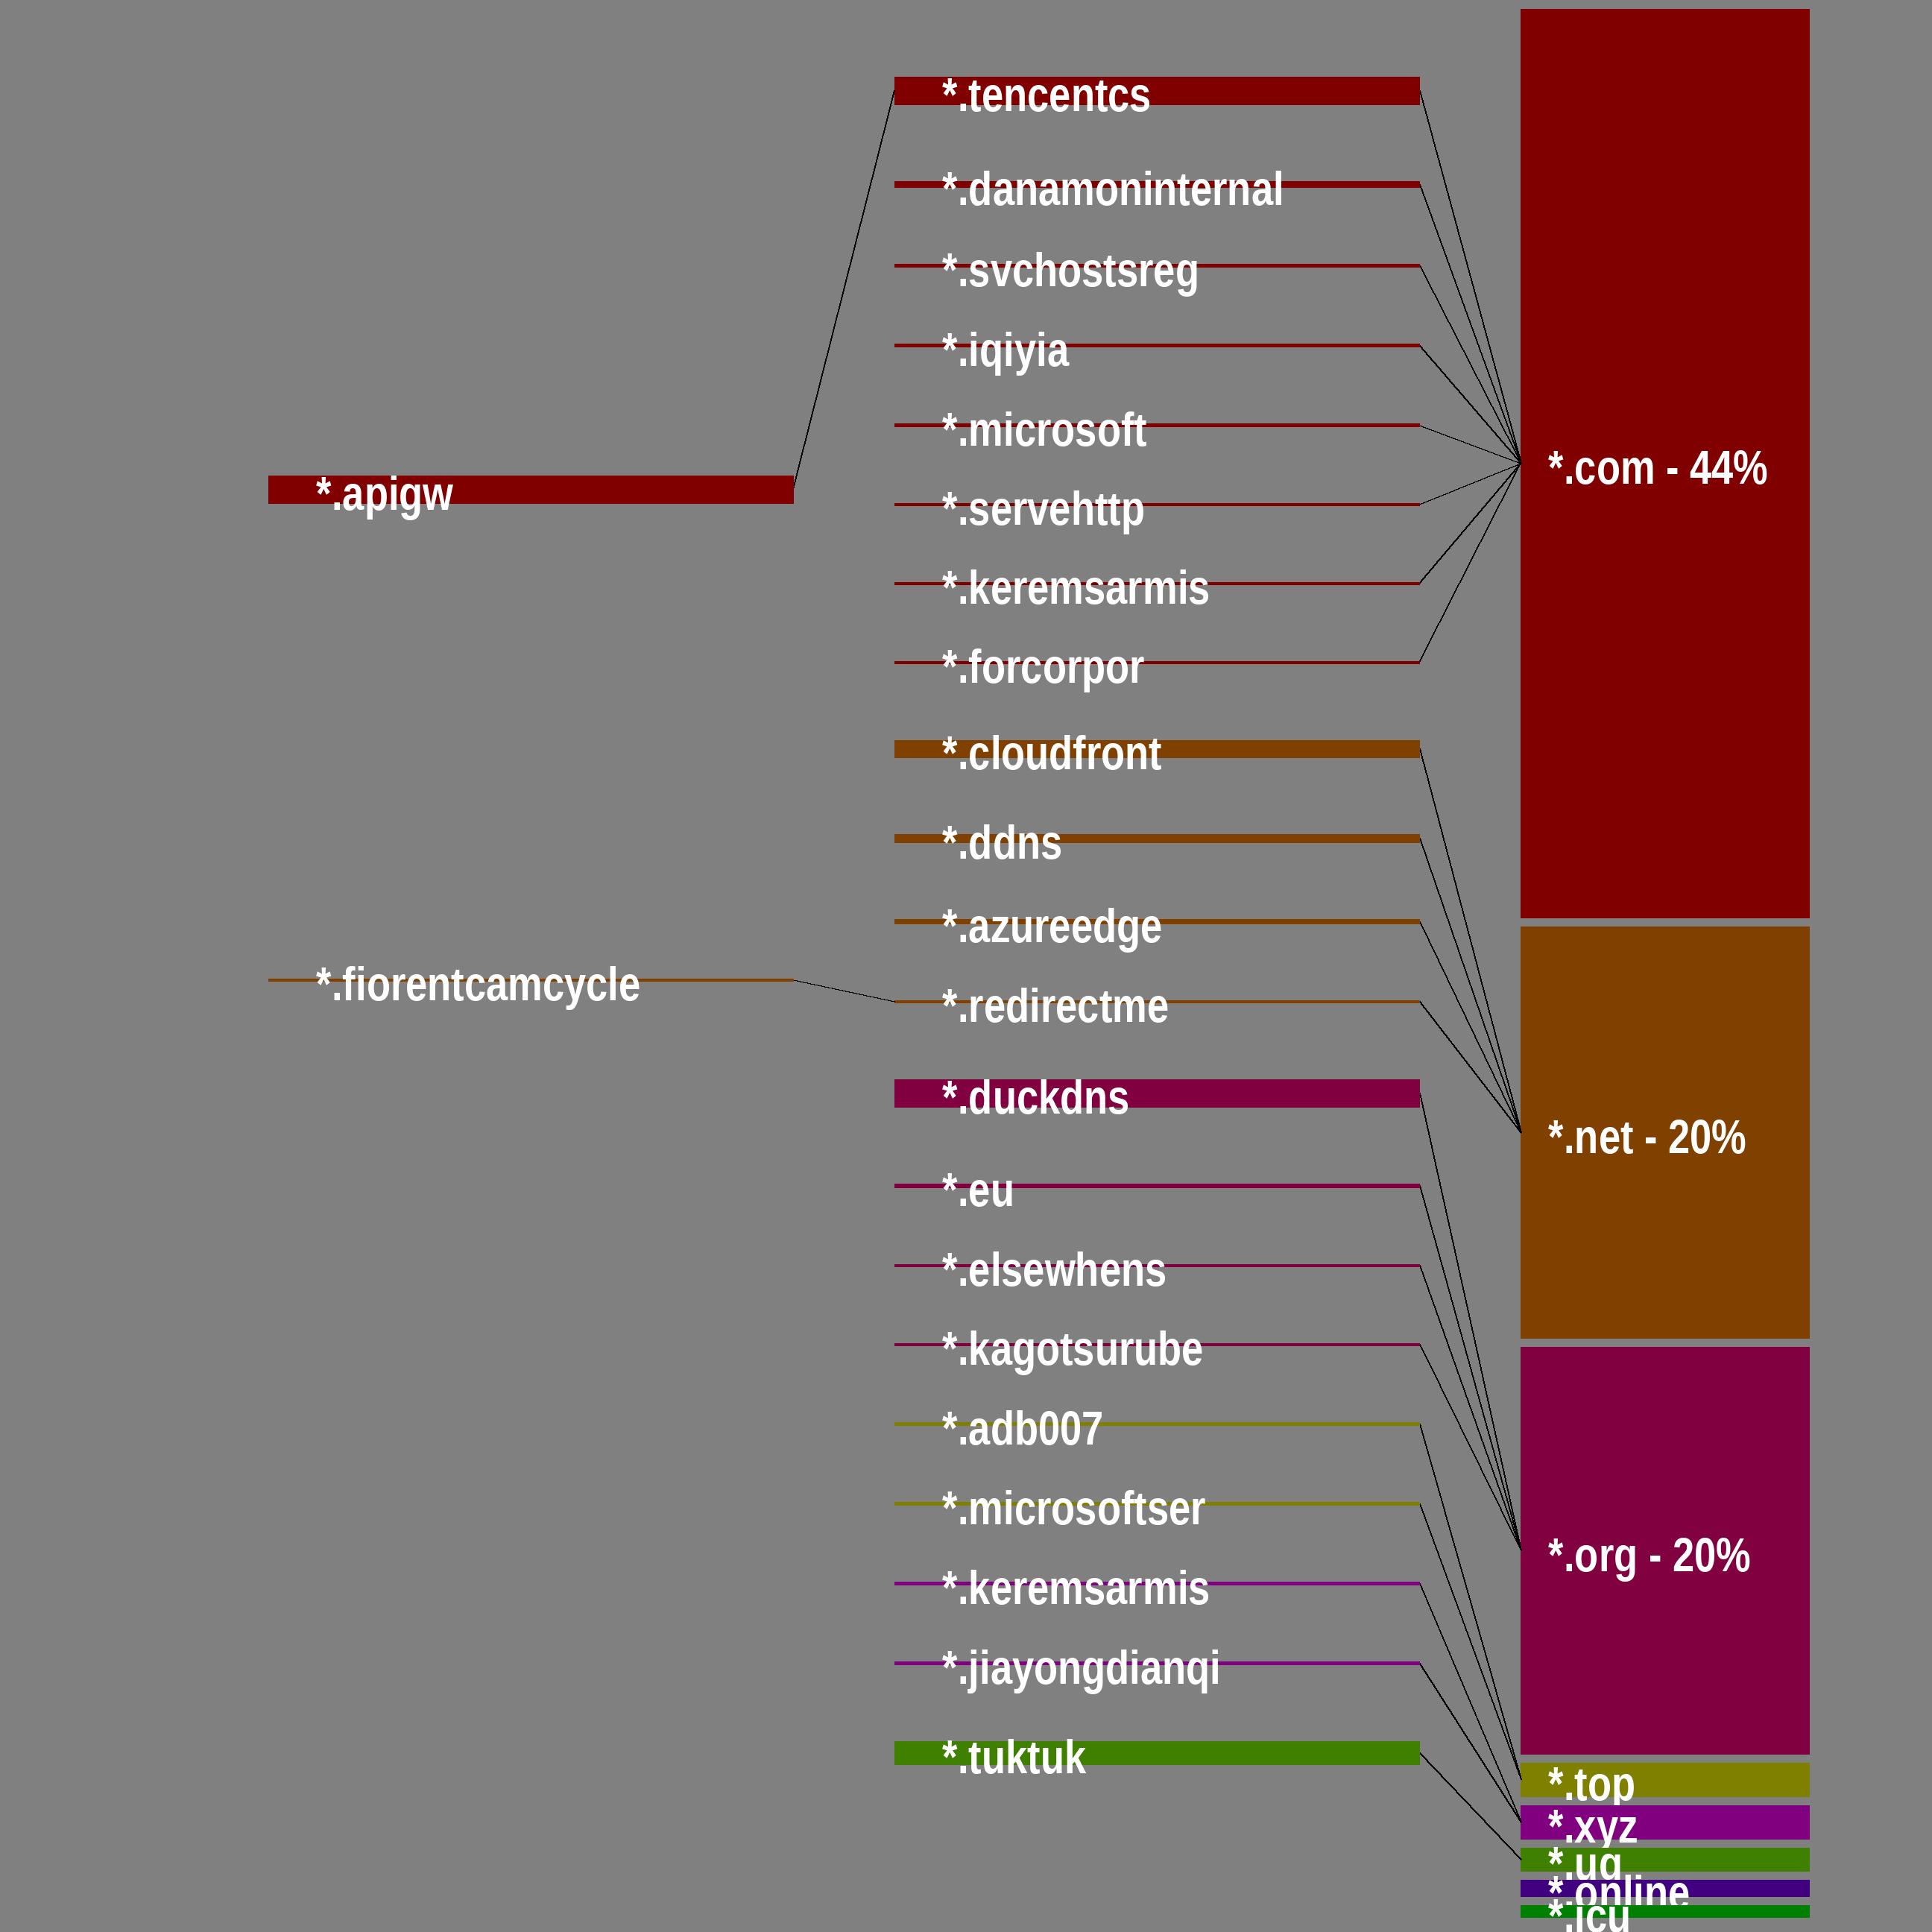 *.apigw
*.fiorentcamcycle
*.tencentcs
*.danamoninternal
*.svchostsreg
*.iqiyia
*.microsoft
*.servehttp
*.keremsarmis
*.forcorpor
*.cloudfront
*.ddns
*.azureedge
*.redirectme
*.duckdns
*.eu
*.elsewhens
*.kagotsurube
*.adb007
*.microsoftser
*.keremsarmis
*.jiayongdianqi
*.tuktuk
*.com - 44%
*.net - 20%
*.org - 20%
*.top
*.xyz
*.ug
*.online
*.icu